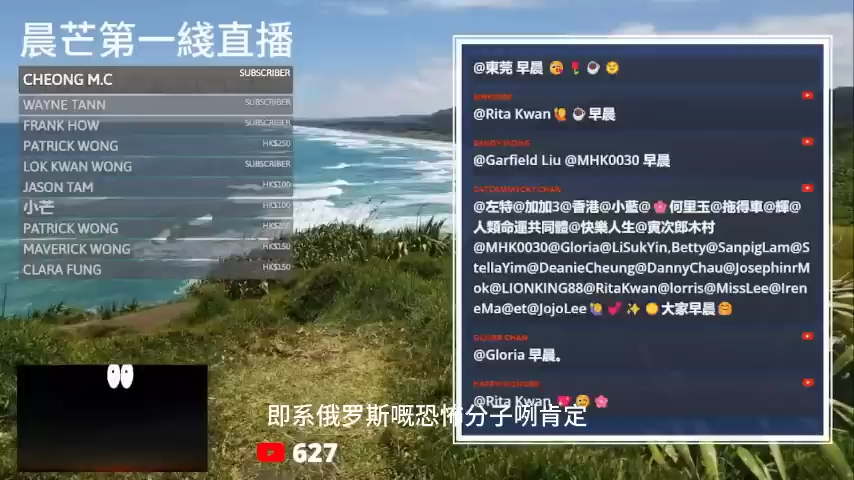 晨芒第一綫直播
CHEONG M.C SUBSCRIBER
WAYNE TANN SUBSCRIBER
FRANK HOW SUBSCRIBER
PATRICK WONG HK$250
LOK KWAN WONG SUBSCRIBER
JASON TAM HK$100
小芒 HK$100
PATRICK WONG
MAVERICK WONG HK$150
CLARA FUNG HK$150
@東莞 早晨 😘 🌷 ☕ 🌞
@Rita Kwan 🙋 ☕ 早晨
@Garfield Liu @MHK0030 早晨
@左特@加加3@香港@小藍@🌸何里玉@拖得車@輝@
人類命運共同體@快樂人生@寅次郎木村
@MHK0030@Gloria@LiSukYin,Betty@SanpigLam@S
tellaYim@DeanieCheung@DannyChau@JosephinrM
ok@LIONKING88@RitaKwan@lorris@MissLee@Iren
eMa@et@JojoLee🙋 💕 ✨ 🌞 大家早晨🤗
@Gloria 早晨。
@Rita Kwan 💖 😄 🌸
即系俄罗斯嘅恐怖分子咧肯定
627